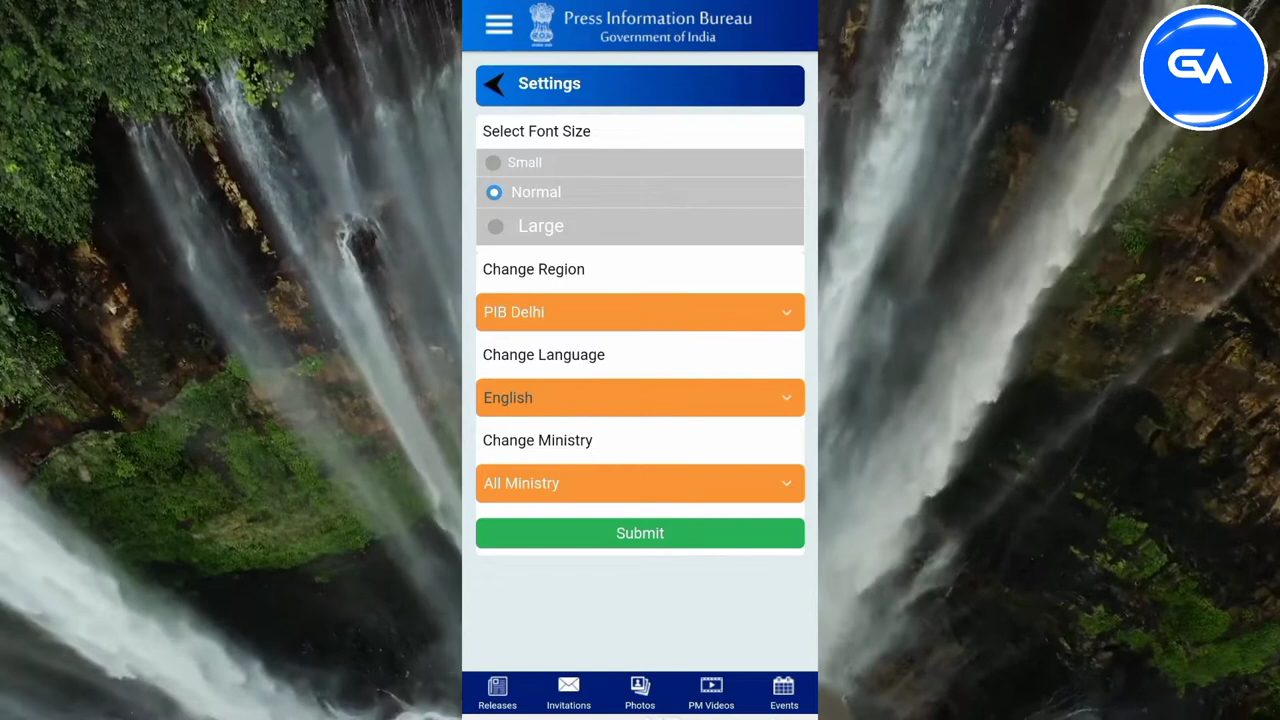 Press Information Bureau
Government of India
GA
Settings
Select Font Size
Small
Normal
Large
Change Region
PIB Delhi
Change Language
English
Change Ministry
All Ministry
Submit
Releases
Invitations
Photos
PM Videos
Events